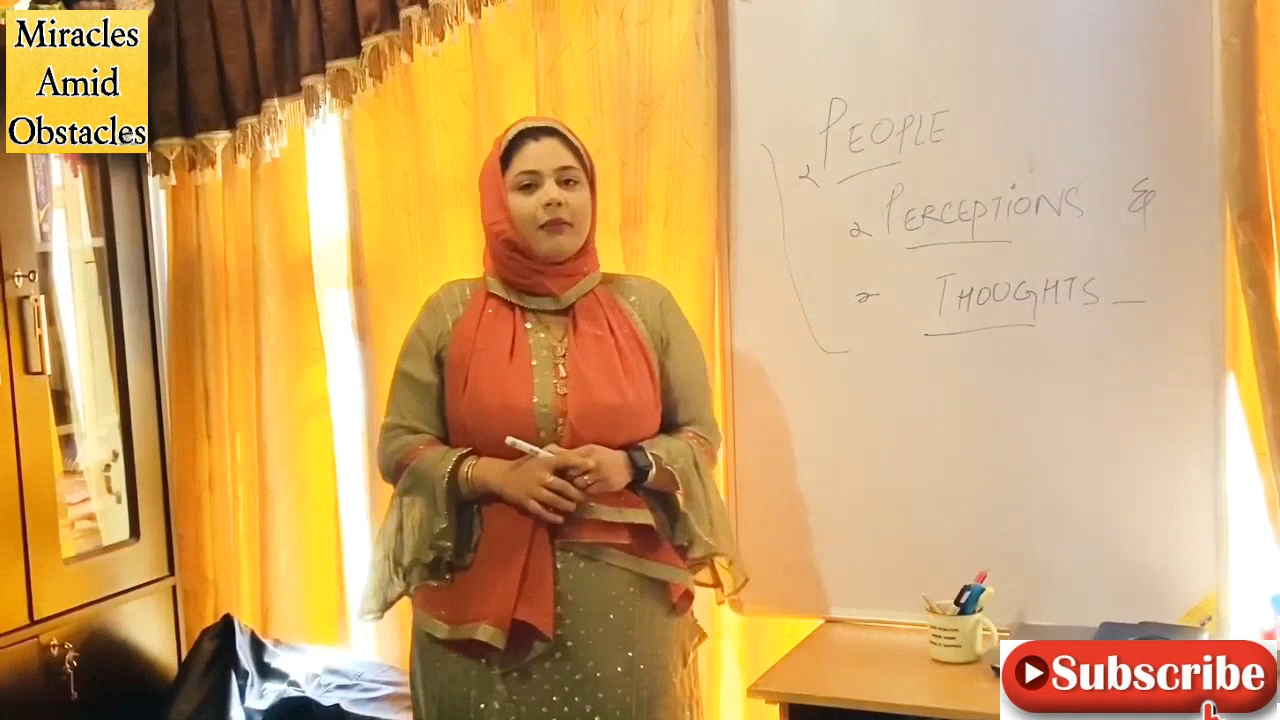 Miracles
Amid
Obstacles
PEOPLE
PERCEPTIONS &
THOUGHTS _
Subscribe